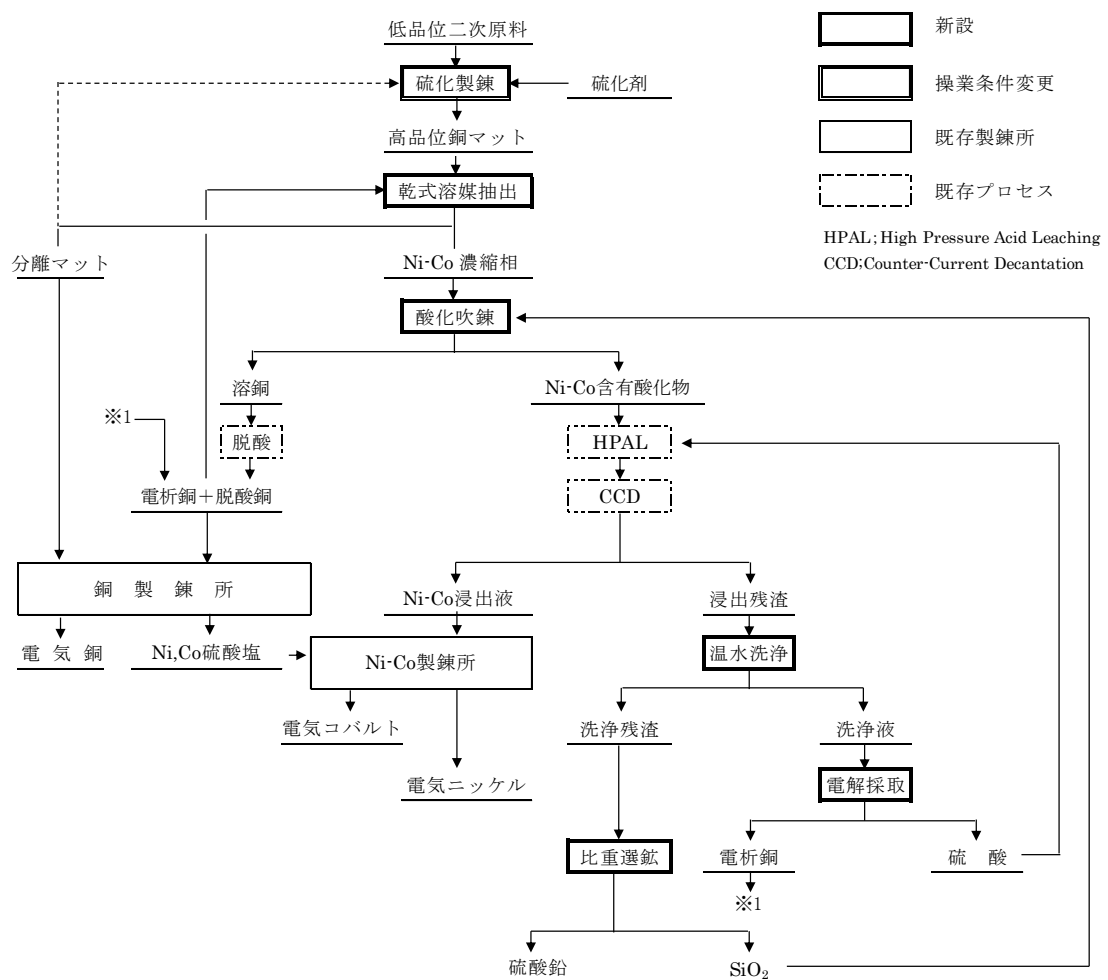 低品位二次原料
新設
硫化製錬
硫化剤
操業条件変更
高品位銅マット
既存製錬所
乾式溶媒抽出
既存プロセス
HPAL;High Pressure Acid Leaching
CCD;Counter-Current Decantation
分離マット
Ni-Co 濃縮相
酸化吹錬
溶銅
Ni-Co含有酸化物
※1
脱酸
HPAL
電析銅＋脱酸銅
CCD
銅製錬所
Ni-Co浸出液
浸出残渣
電気銅
Ni,Co硫酸塩
Ni-Co製錬所
温水洗浄
電気コバルト
洗浄残渣
洗浄液
電気ニッケル
電解採取
比重選鉱
電析銅
硫酸
※1
硫酸鉛
SiO2